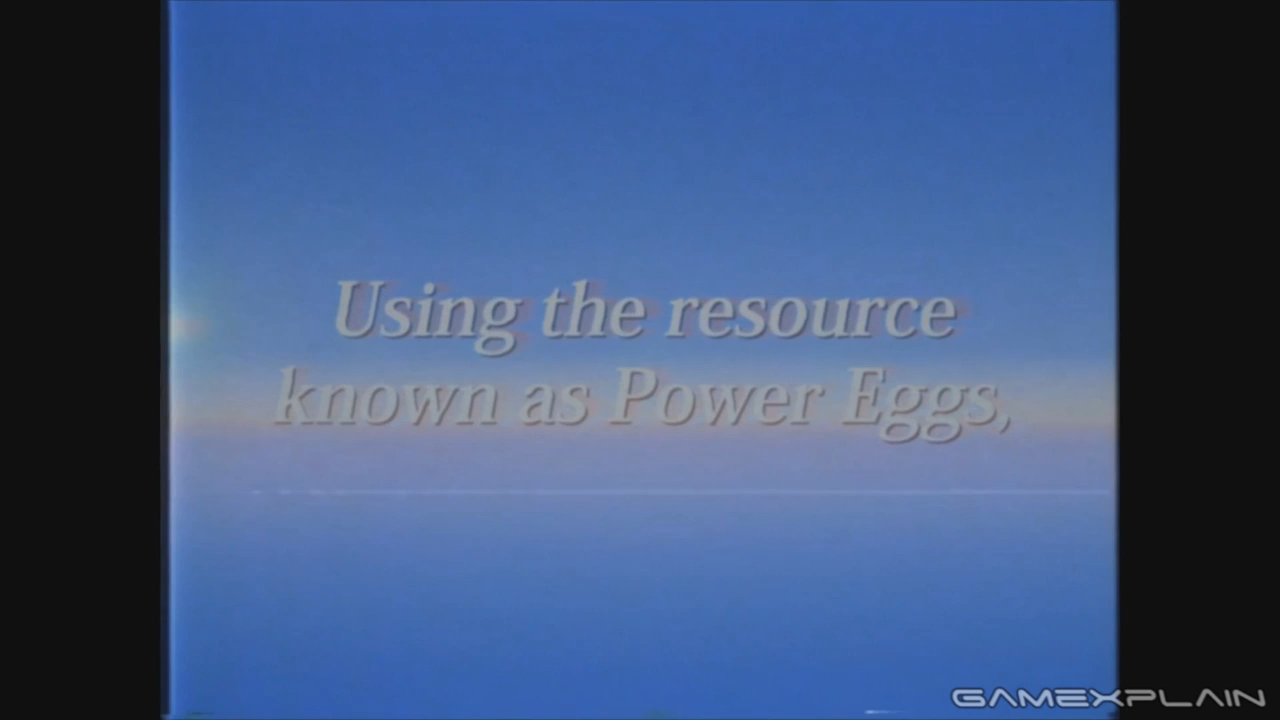 Using the resource
known as Power Eggs,
GAMEXPLAIN